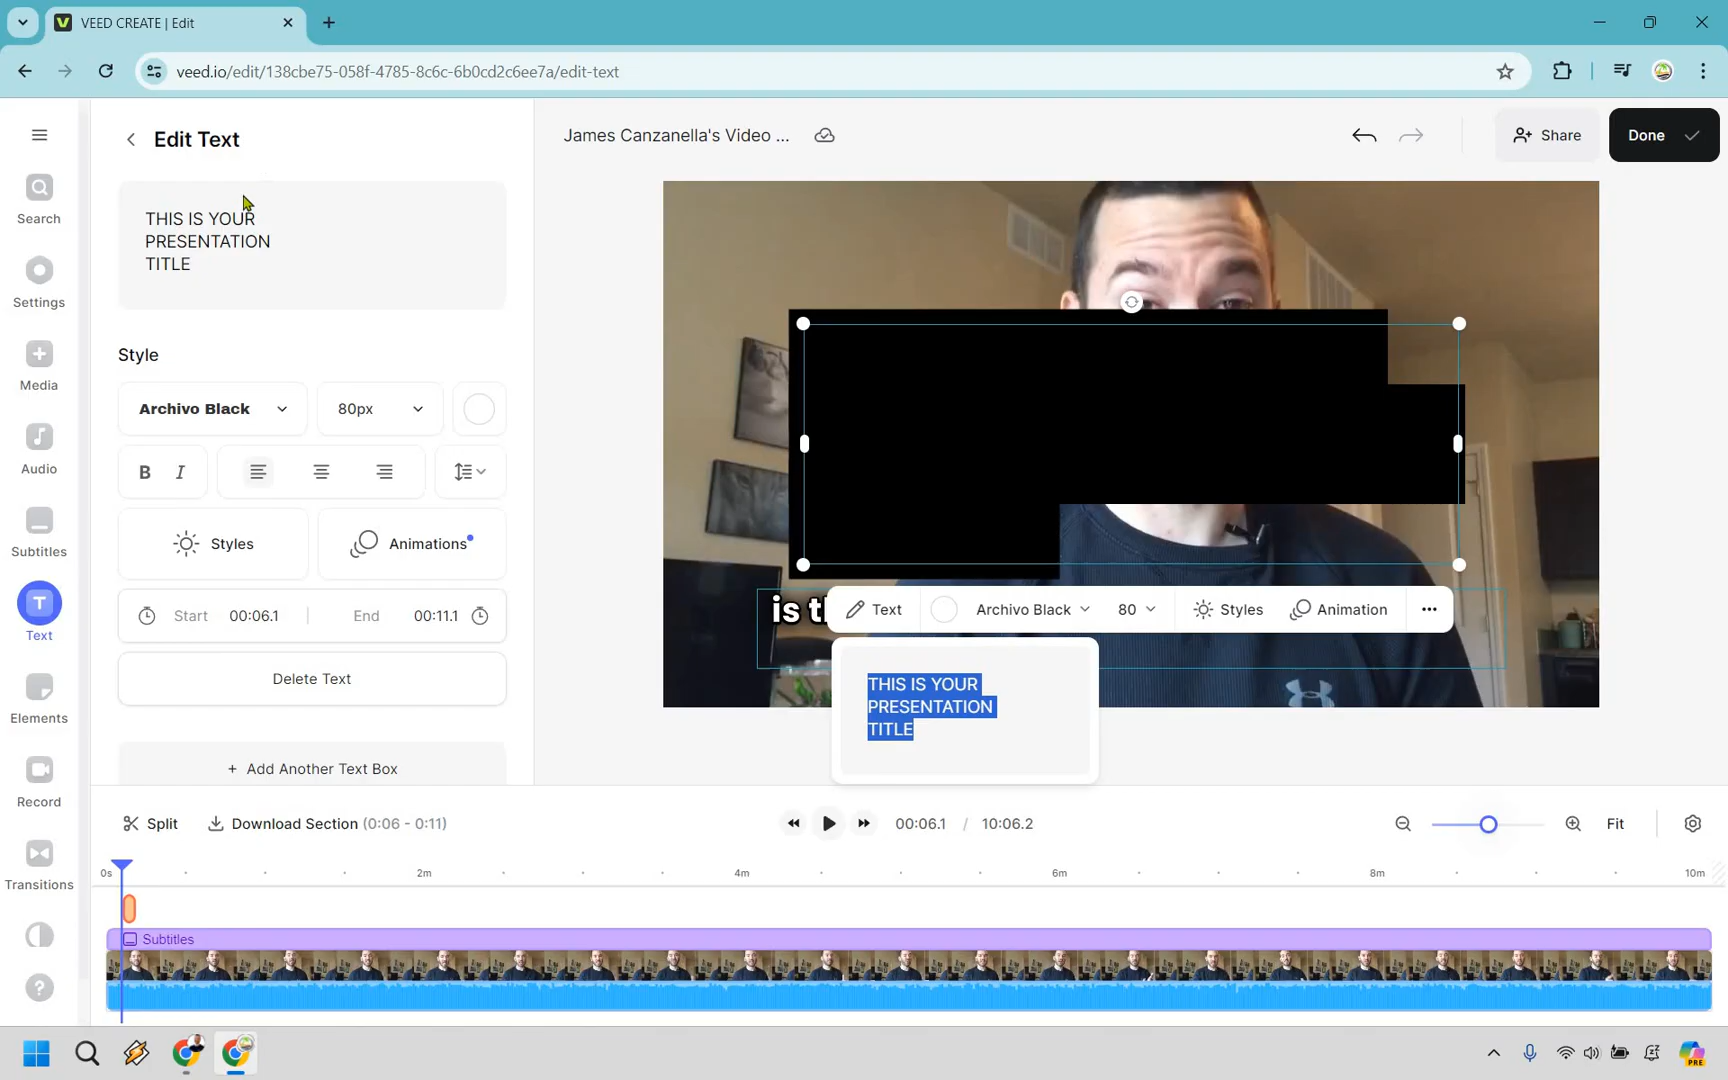 VEED CREATE | Edit
veed.io/edit/138cbe75-058f-4785-8c6c-6b0cd2c6ee7a/edit-text
Edit Text
James Canzanella's Video ...
Share
Done
Search
Settings
Media
Audio
Subtitles
Text
Elements
Record
Transitions
THIS IS YOUR
PRESENTATION
TITLE
Style
Archivo Black
80px
B I
Styles
Animations
Start 00:06.1
End 00:11.1
Delete Text
+ Add Another Text Box
is th
Text
Archivo Black
80
Styles
Animation
THIS IS YOUR
PRESENTATION
TITLE
Split
Download Section (0:06 - 0:11)
00:06.1 / 10:06.2
Fit
0s 2m 4m 6m 8m 10m
Subtitles
PRE